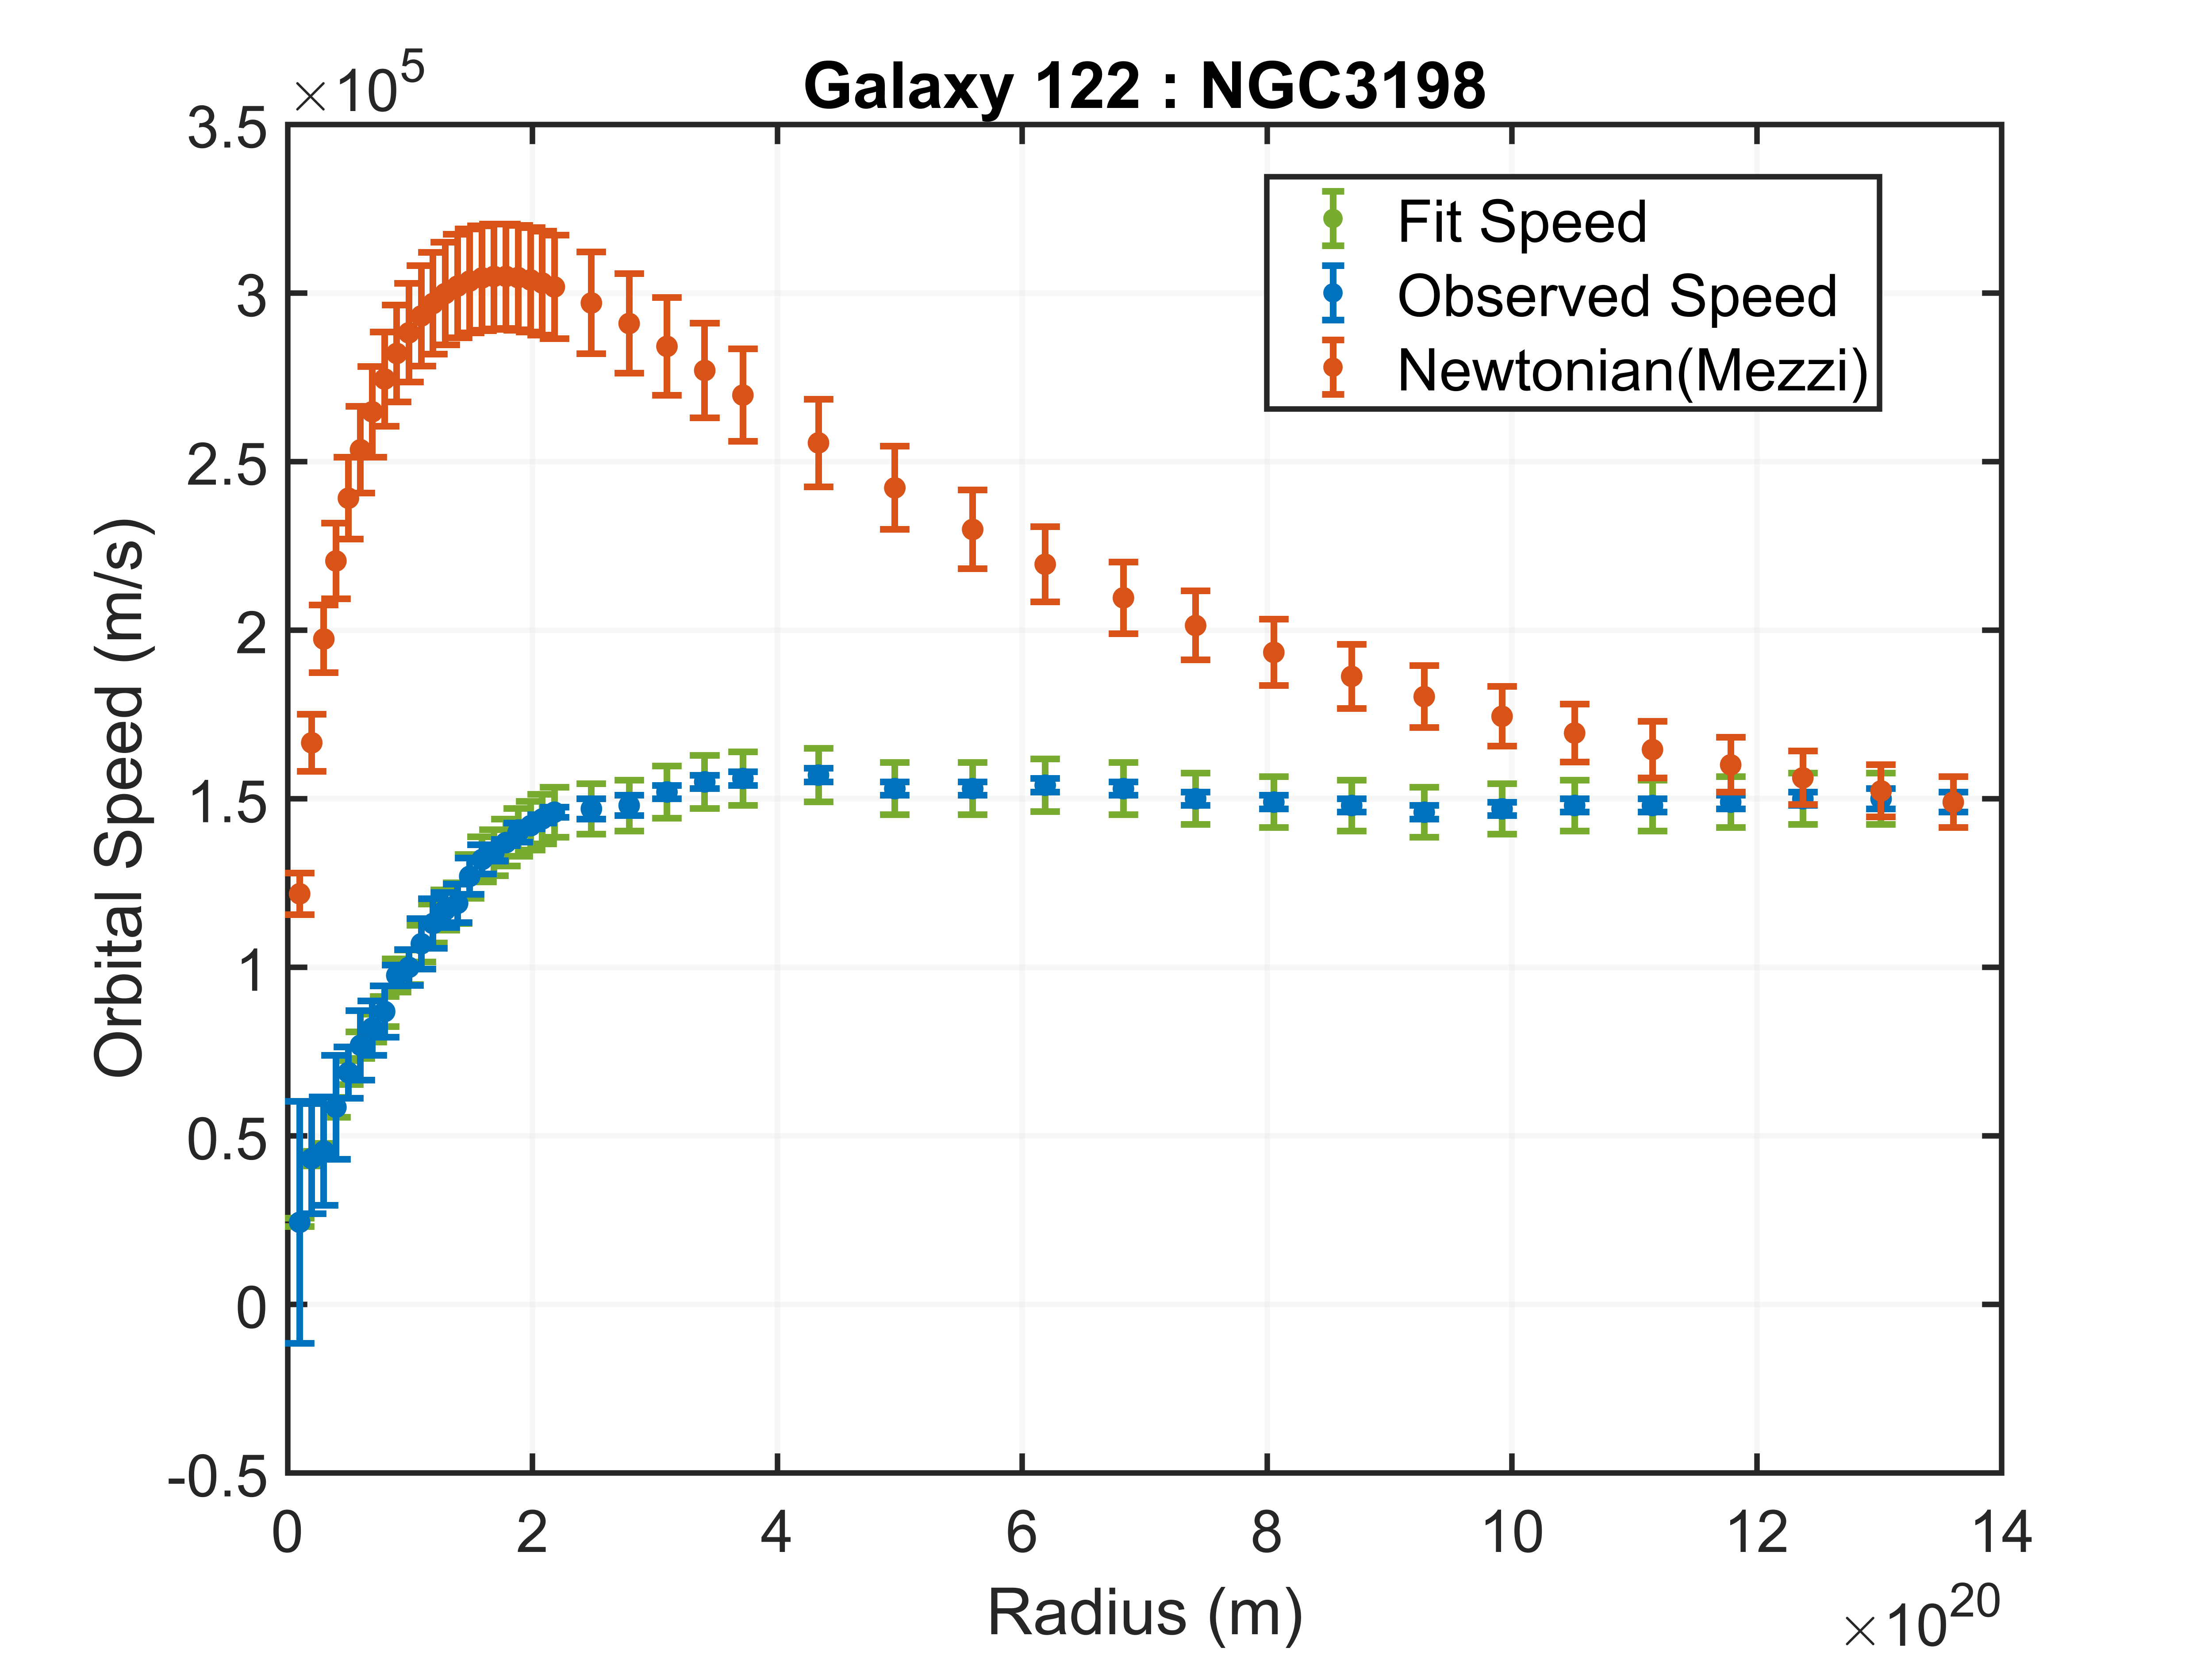 Galaxy 122 : NGC3198
×10^5
3.5
3
2.5
2
1.5
1
0.5
0
-0.5
Orbital Speed (m/s)
Fit Speed
Observed Speed
Newtonian(Mezzi)
0 2 4 6 8 10 12 14
Radius (m)
×10^20